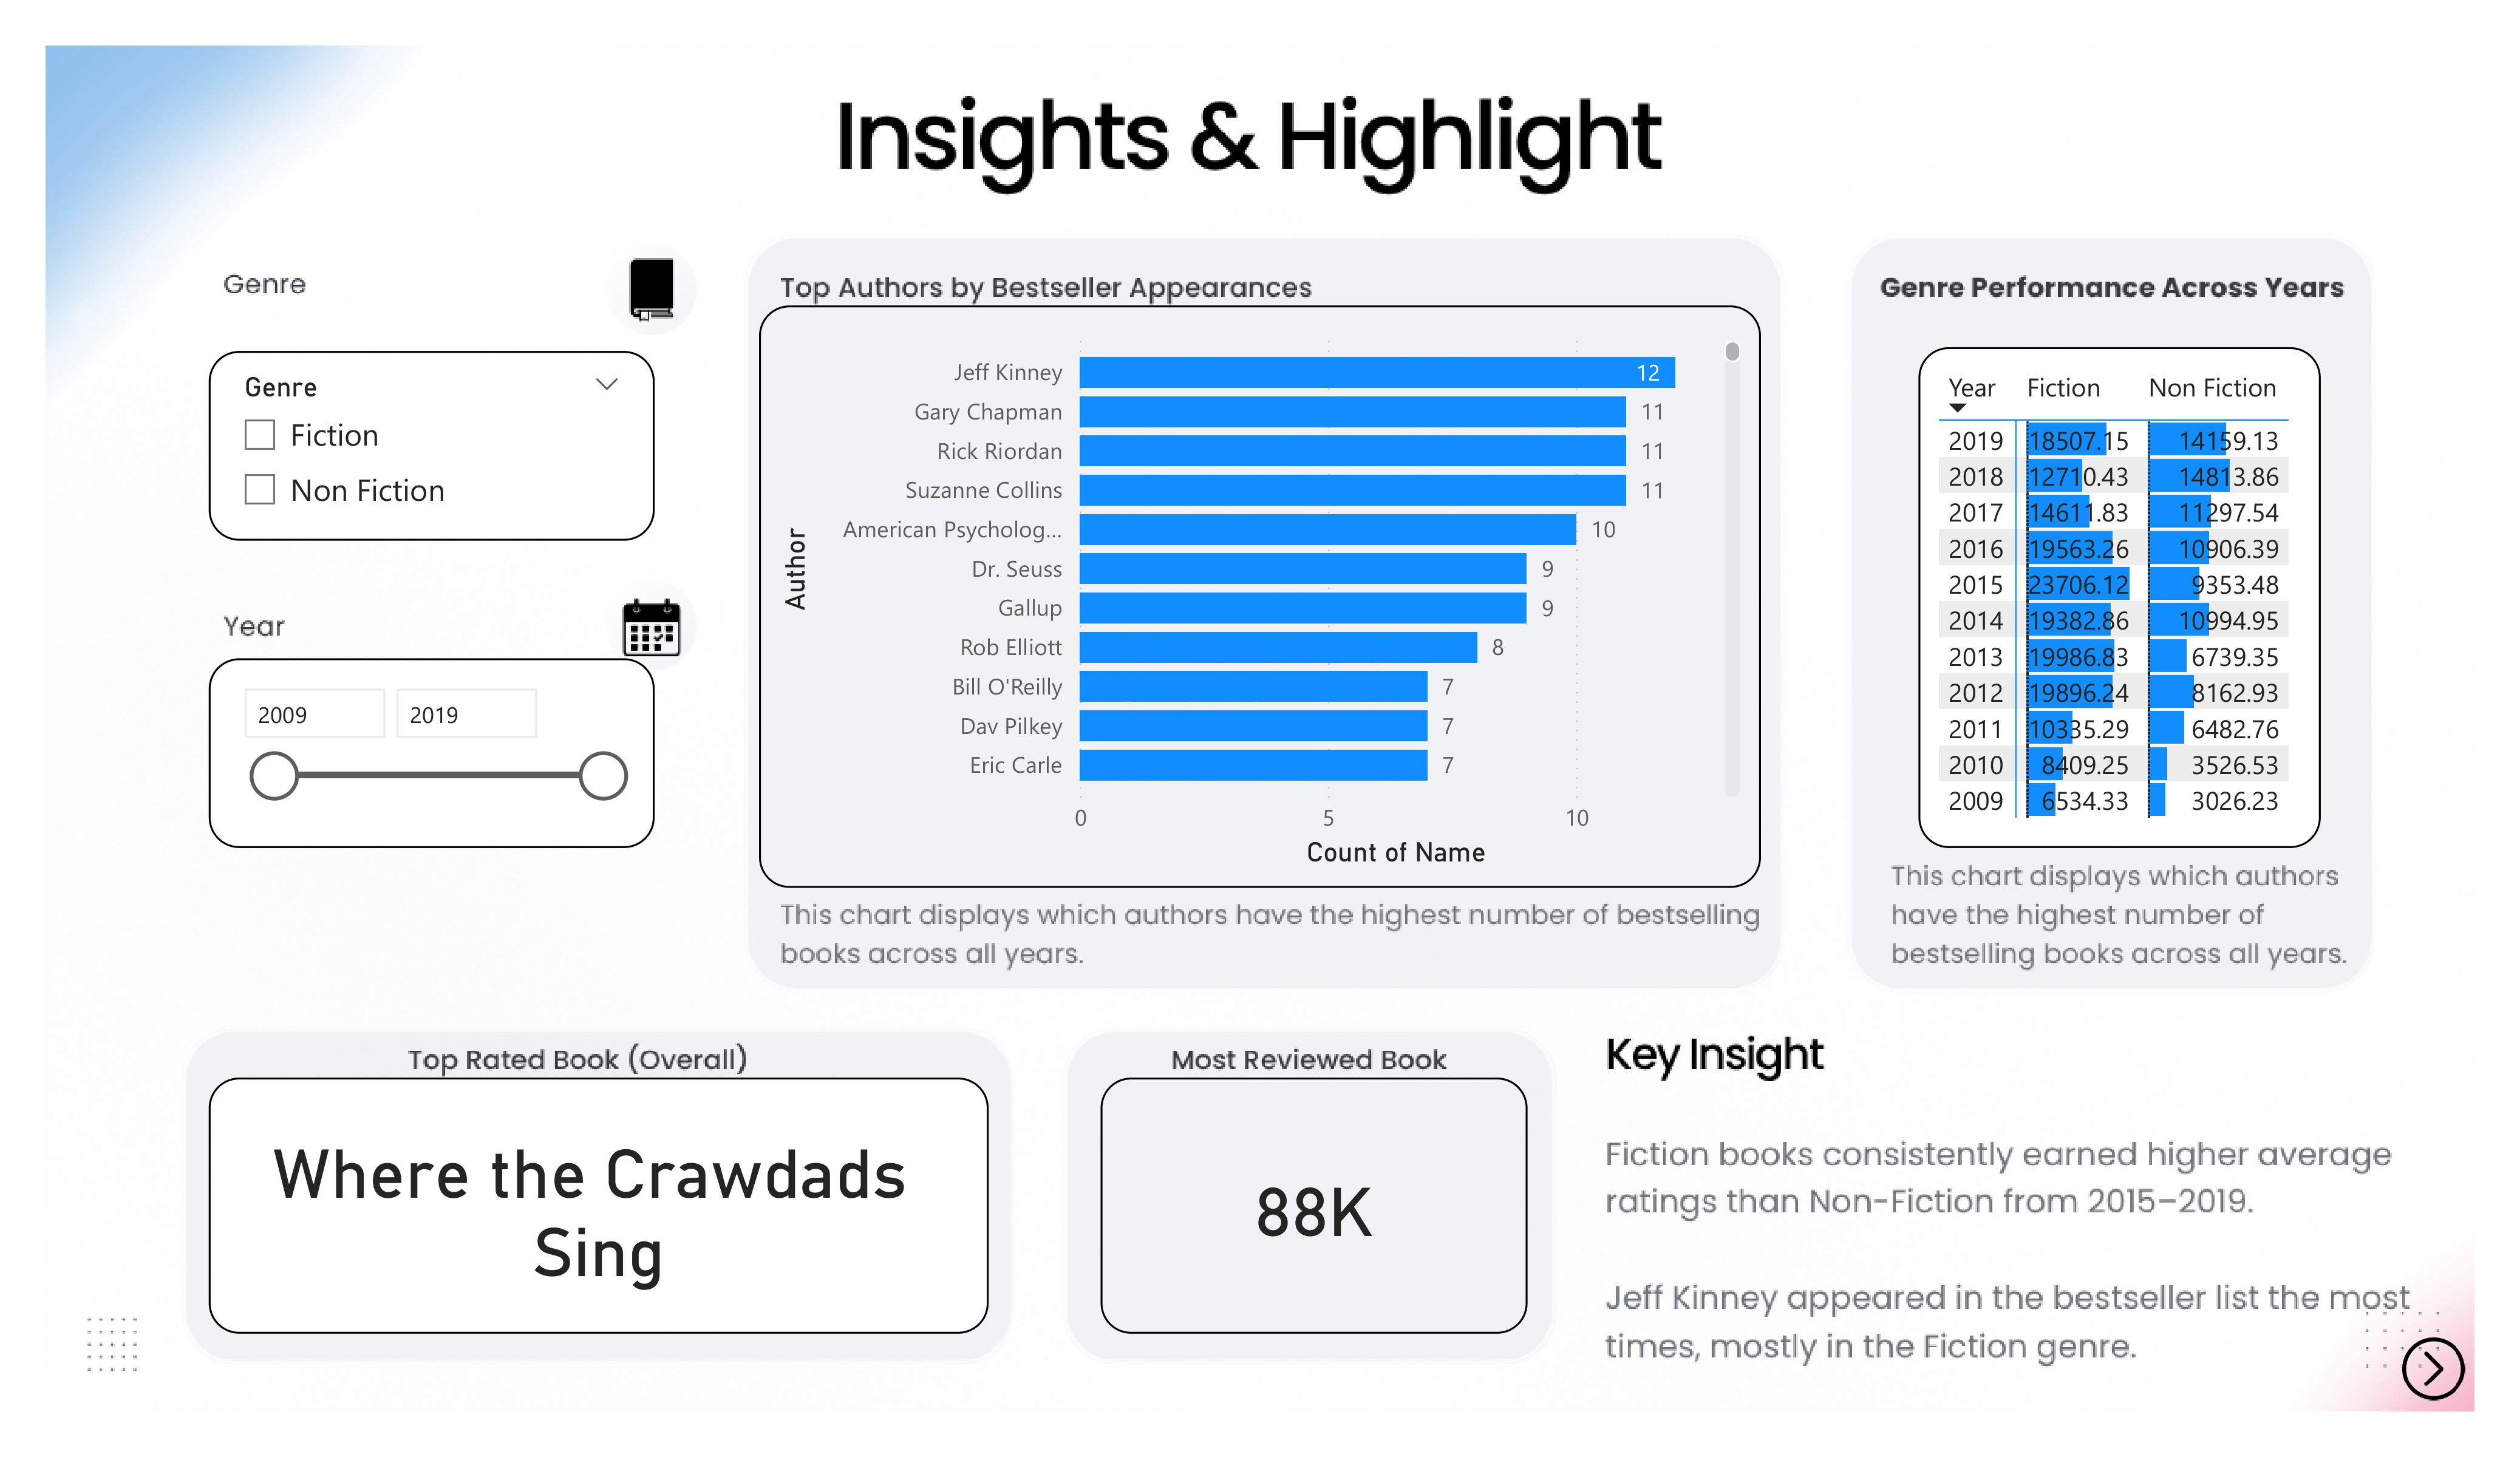 Insights & Highlight
Genre
Genre
Fiction
Non Fiction
Year
2009 2019
Top Authors by Bestseller Appearances
Author
Jeff Kinney 12
Gary Chapman 11
Rick Riordan 11
Suzanne Collins 11
American Psycholog... 10
Dr. Seuss 9
Gallup 9
Rob Elliott 8
Bill O'Reilly 7
Dav Pilkey 7
Eric Carle 7
0 5 10
Count of Name
This chart displays which authors have the highest number of bestselling
books across all years.
Genre Performance Across Years
Year Fiction Non Fiction
2019 18507.15 14159.13
2018 12710.43 14813.86
2017 14611.83 11297.54
2016 19563.26 10906.39
2015 23706.12 9353.48
2014 19382.86 10994.95
2013 19986.83 6739.35
2012 19896.24 8162.93
2011 10335.29 6482.76
2010 8409.25 3526.53
2009 6534.33 3026.23
This chart displays which authors
have the highest number of
bestselling books across all years.
Top Rated Book (Overall)
Where the Crawdads
Sing
Most Reviewed Book
88K
Key Insight
Fiction books consistently earned higher average
ratings than Non-Fiction from 2015–2019.
Jeff Kinney appeared in the bestseller list the most
times, mostly in the Fiction genre.